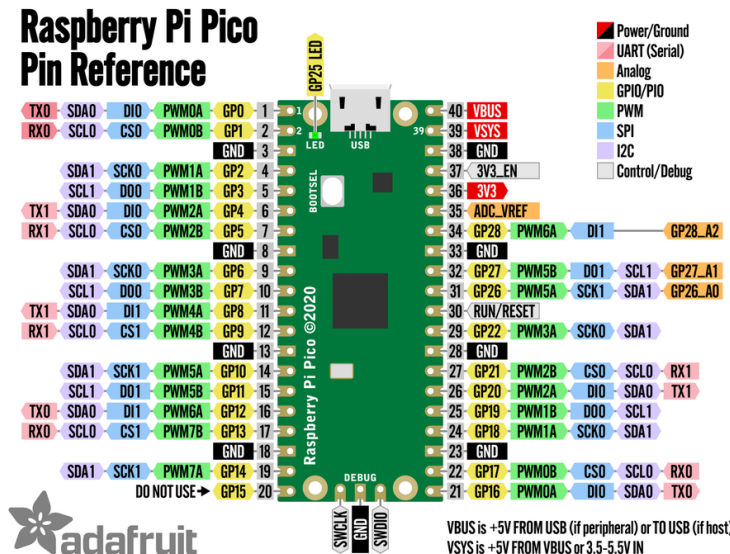 Raspberry Pi Pico
Pin Reference
GP25 LED
Power/Ground
UART (Serial)
Analog
GPIO/PIO
PWM
SPI
I2C
Control/Debug
TX0 SDA0 DI0 PWM0A GP0 1
RX0 SCL0 CS0 PWM0B GP1 2
GND 3
SDA1 SCK0 PWM1A GP2 4
SCL1 DO0 PWM1B GP3 5
TX1 SDA0 DI0 PWM2A GP4 6
RX1 SCL0 CS0 PWM2B GP5 7
GND 8
SDA1 SCK0 PWM3A GP6 9
SCL1 DO0 PWM3B GP7 10
TX1 SDA0 DI1 PWM4A GP8 11
RX1 SCL0 CS1 PWM4B GP9 12
GND 13
SDA1 SCK1 PWM5A GP10 14
SCL1 DO1 PWM5B GP11 15
TX0 SDA0 DI1 PWM6A GP12 16
RX0 SCL0 CS1 PWM7B GP13 17
GND 18
SDA1 SCK1 PWM7A GP14 19
DO NOT USE→ GP15 20
1
2
39
LED
USB
BOOTSEL
Raspberry Pi Pico ©2020
DEBUG
SWCLK
GND
SWDIO
40 VBUS
39 VSYS
38 GND
37 3V3_EN
36 3V3
35 ADC_VREF
34 GP28 PWM6A DI1 GP28_A2
33 GND
32 GP27 PWM5B DO1 SCL1 GP27_A1
31 GP26 PWM5A SCK1 SDA1 GP26_A0
30 RUN/RESET
29 GP22 PWM3A SCK0 SDA1
28 GND
27 GP21 PWM2B CS0 SCL0 RX1
26 GP20 PWM2A DI0 SDA0 TX1
25 GP19 PWM1B DO0 SCL1
24 GP18 PWM1A SCK0 SDA1
23 GND
22 GP17 PWM0B CS0 SCL0 RX0
21 GP16 PWM0A DI0 SDA0 TX0
adafruit
VBUS is +5V FROM USB (if peripheral) or TO USB (if host)
VSYS is +5V FROM VBUS or 3.5-5.5V IN